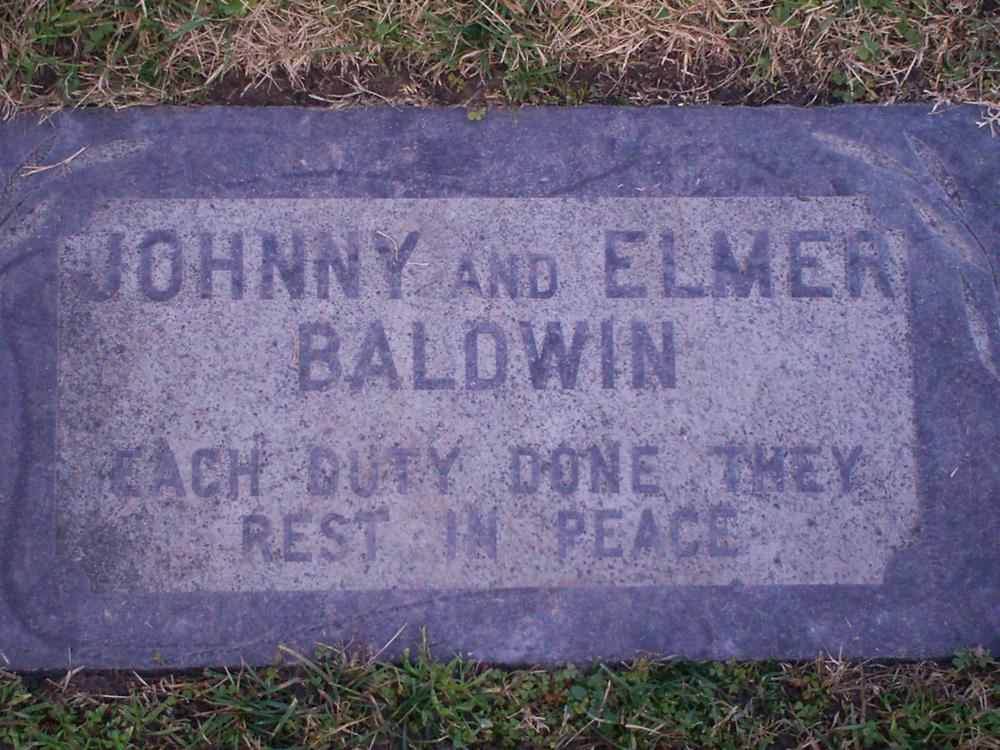 JOHNNY AND ELMER
BALDWIN
EACH DUTY DONE THEY
REST IN PEACE